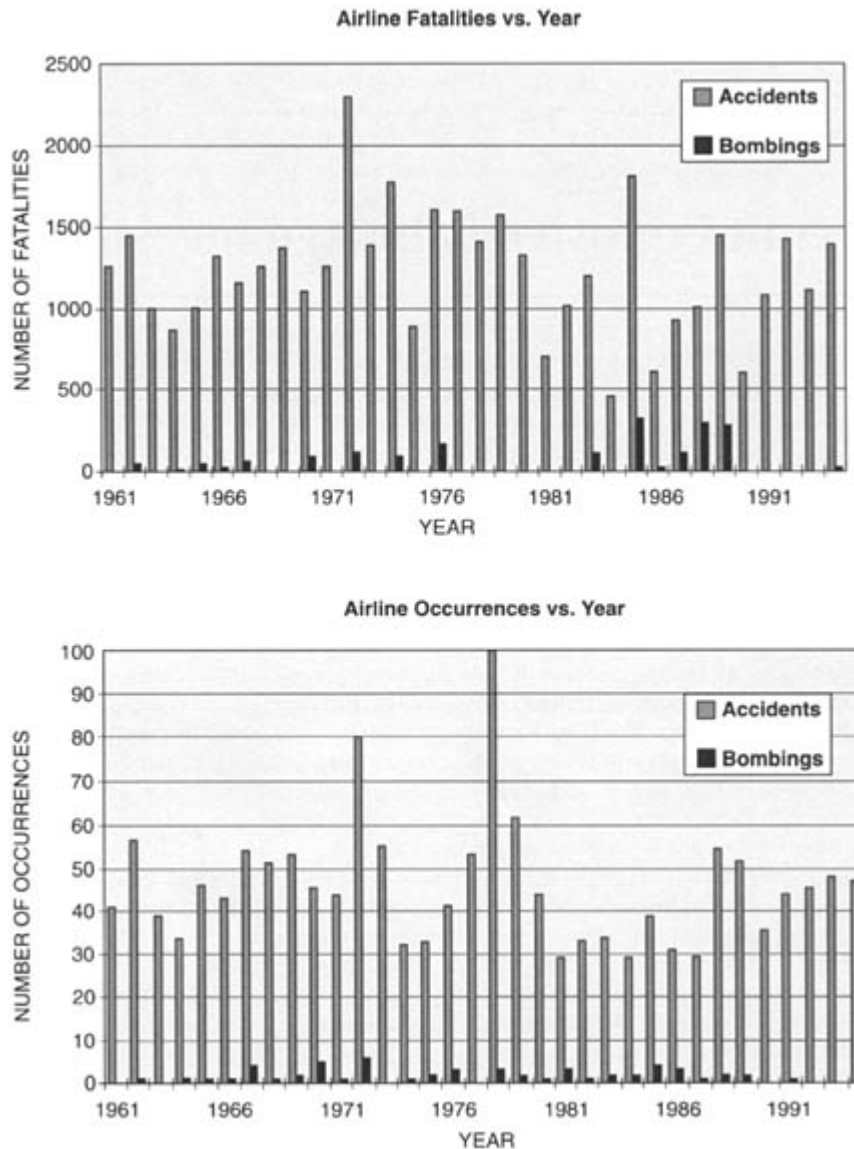 Airline Fatalities vs. Year
2500
2000
1500
1000
500
0
NUMBER OF FATALITIES
Accidents
Bombings
1961 1966 1971 1976 1981 1986 1991
YEAR
Airline Occurrences vs. Year
100
90
80
70
60
50
40
30
20
10
0
NUMBER OF OCCURRENCES
Accidents
Bombings
1961 1966 1971 1976 1981 1986 1991
YEAR